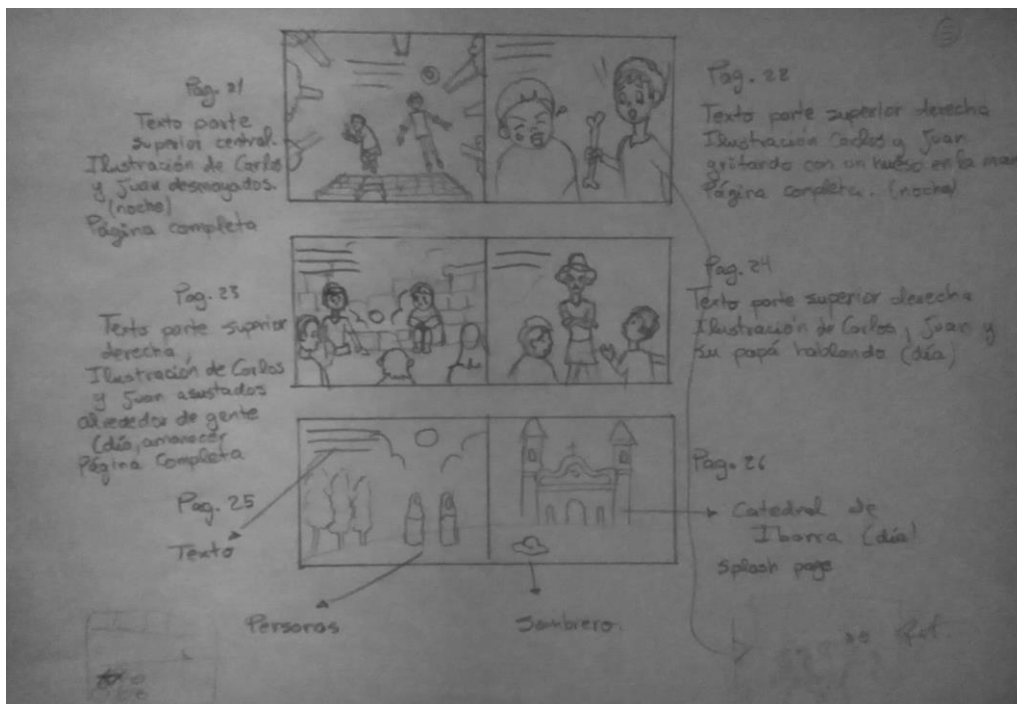 5
Pag. 21
Texto parte
superior central.
Ilustración de Carlos
y Juan desmayados.
(noche)
Página completa
Pag. 22
Texto parte superior derecha
Ilustración Carlos y Juan
gritando con un hueso en la man
Página completa. (noche)
Pag. 23
Texto parte superior
derecha,
Ilustración de Carlos
y Juan asustados
alrededor de gente
(día, amanecer
Página Completa
Pag. 24
Texto parte superior derecha
Ilustración de Carlos, Juan y
su papá hablando (día)
Pag. 25
Texto
Personas
Pag. 26
Catedral de
Ibarra (día)
Splash page
Sombrero.
Ref.